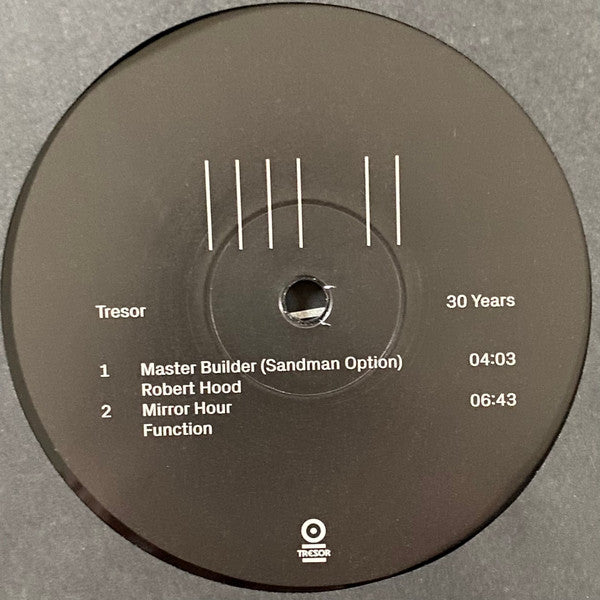 Tresor 30 Years
1 Master Builder (Sandman Option) 04:03
Robert Hood
2 Mirror Hour 06:43
Function
TRESOR